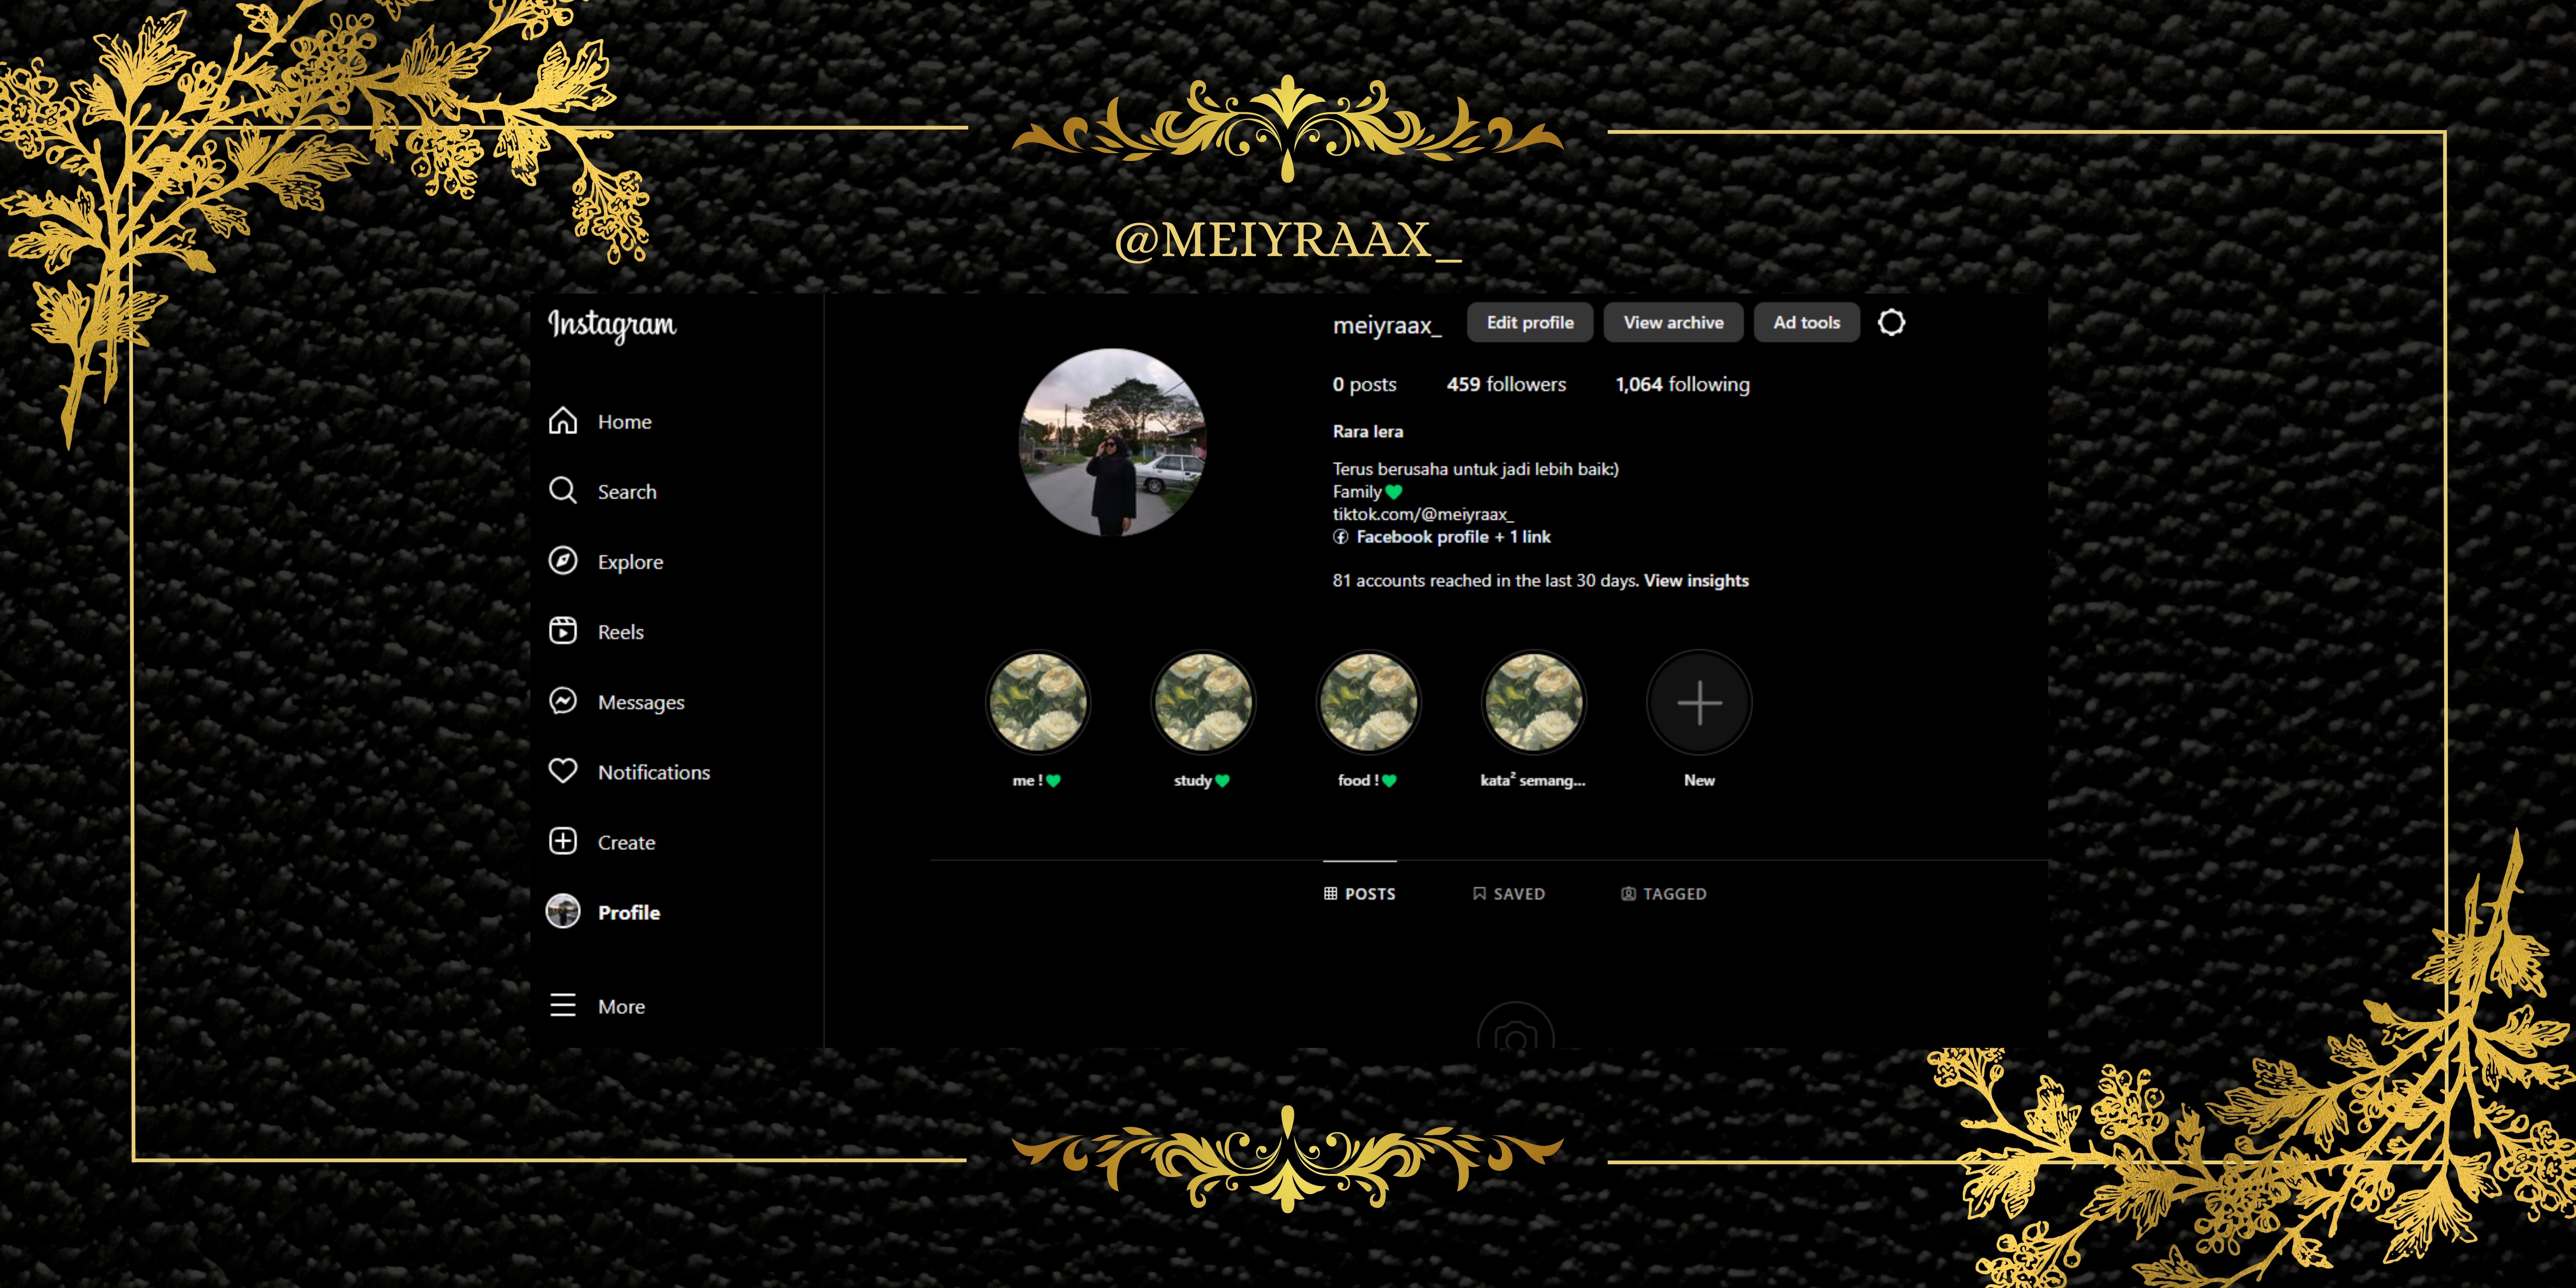 @MEIYRAAX_
Instagram
Home
Search
Explore
Reels
Messages
Notifications
Create
Profile
More
meiyraax_ Edit profile View archive Ad tools
0 posts 459 followers 1,064 following
Rara lera
Terus berusaha untuk jadi lebih baik:)
Family💚
tiktok.com/@meiyraax_
Facebook profile + 1 link
81 accounts reached in the last 30 days. View insights
me !💚 study💚 food !💚 kata² semang... New
POSTS SAVED TAGGED